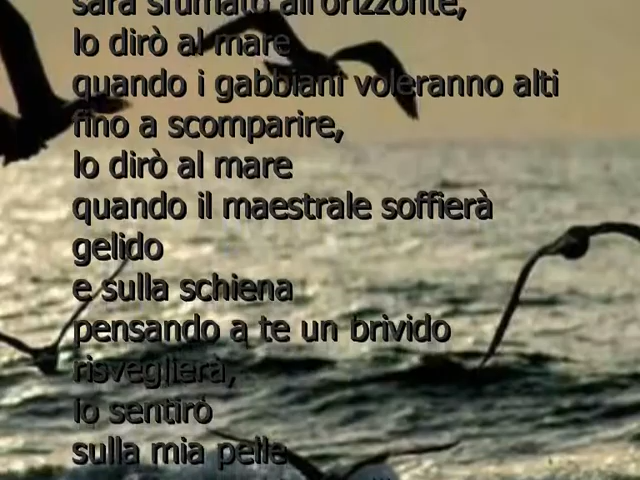 sarà sfumato all'orizzonte,
lo dirò al mare
quando i gabbiani voleranno alti
fino a scomparire,
lo dirò al mare
quando il maestrale soffierà
gelido
e sulla schiena
pensando a te un brivido
risveglierà,
lo sentirò
sulla mia pelle